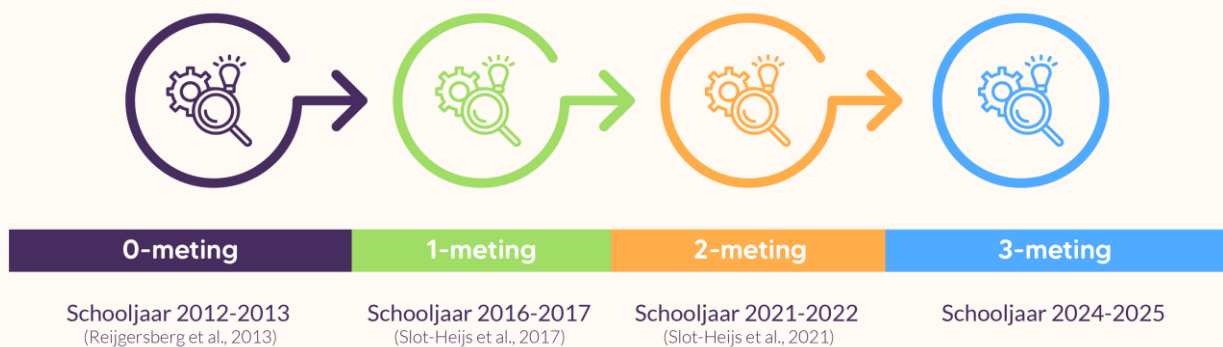 0-meting
1-meting
2-meting
3-meting
Schooljaar 2012-2013
(Reijgersberg et al., 2013)
Schooljaar 2016-2017
(Slot-Heijs et al., 2017)
Schooljaar 2021-2022
(Slot-Heijs et al., 2021)
Schooljaar 2024-2025